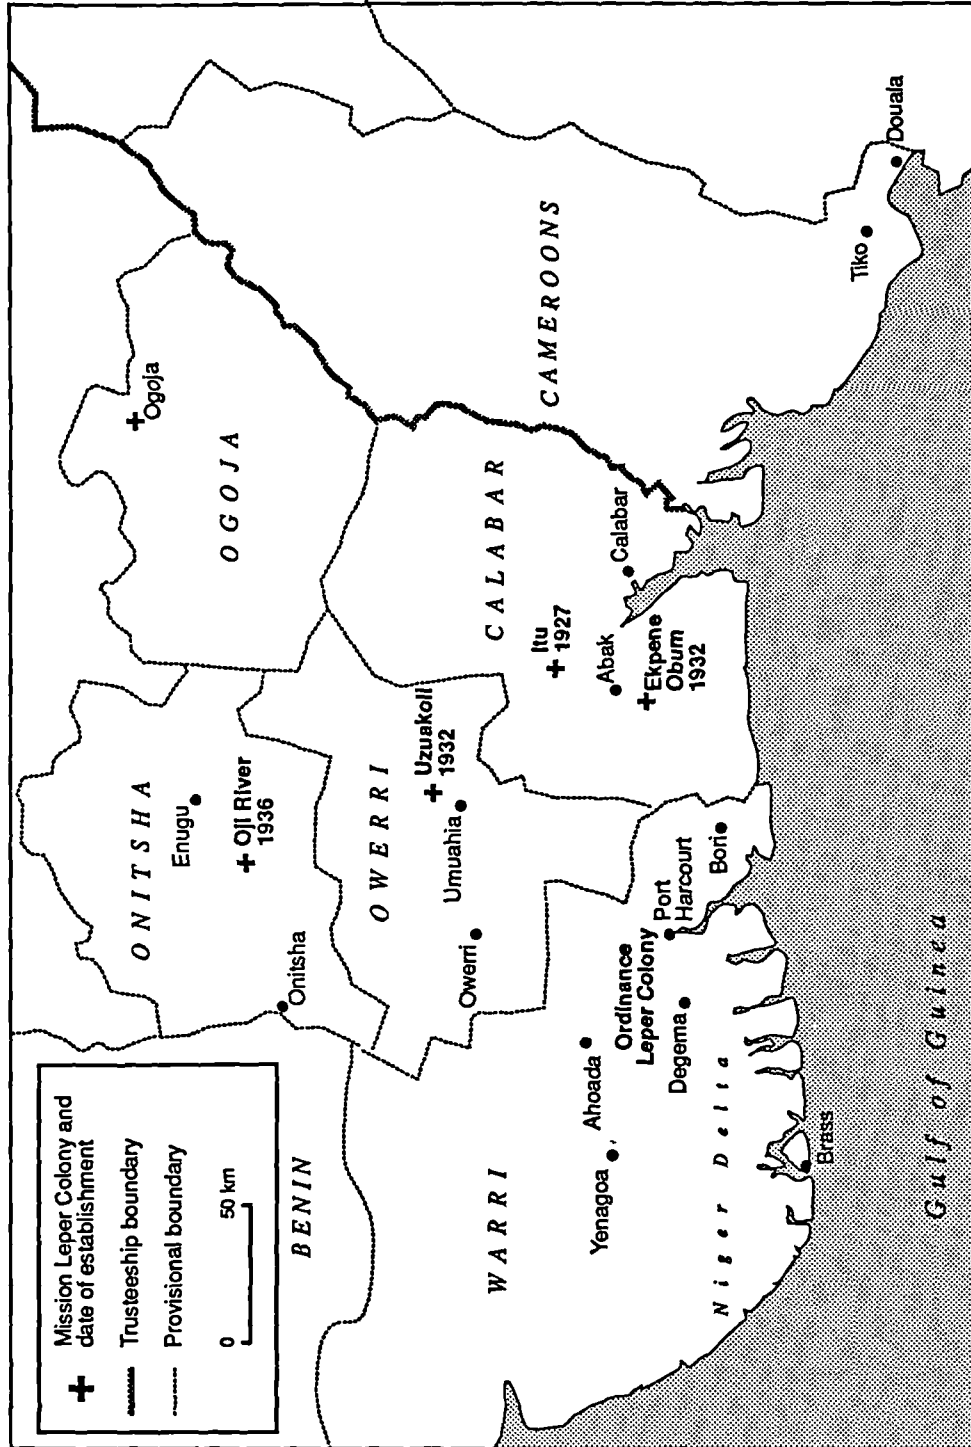 Mission Leper Colony and
date of establishment
Trusteeship boundary
Provisional boundary
0 50 km
BENIN
WARRI
Niger Delta
Gulf of Guinea
ONITSHA
Enugu
Oji River
1936
Onitsha
OWERRI
Uzuakoli
1932
Umuahia
Owerri
Ahoada
Yenagoa
Ordinance
Leper Colony
Degema
Port
Harcourt
Bori
Brass
OGOJA
Ogoja
CALABAR
Itu
1927
Abak
Calabar
Ekpene
Obum
1932
CAMEROONS
Tiko
Douala